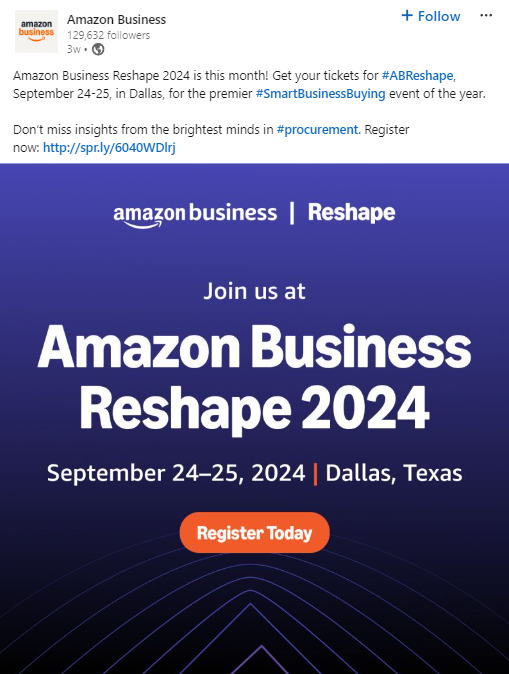 amazon
business
Amazon Business
129,632 followers
3w •
+ Follow
...
Amazon Business Reshape 2024 is this month! Get your tickets for #ABReshape,
September 24-25, in Dallas, for the premier #SmartBusinessBuying event of the year.
Don't miss insights from the brightest minds in #procurement. Register
now: http://spr.ly/6040WDlrj
amazon business | Reshape
Join us at
Amazon Business
Reshape 2024
September 24–25, 2024 | Dallas, Texas
Register Today